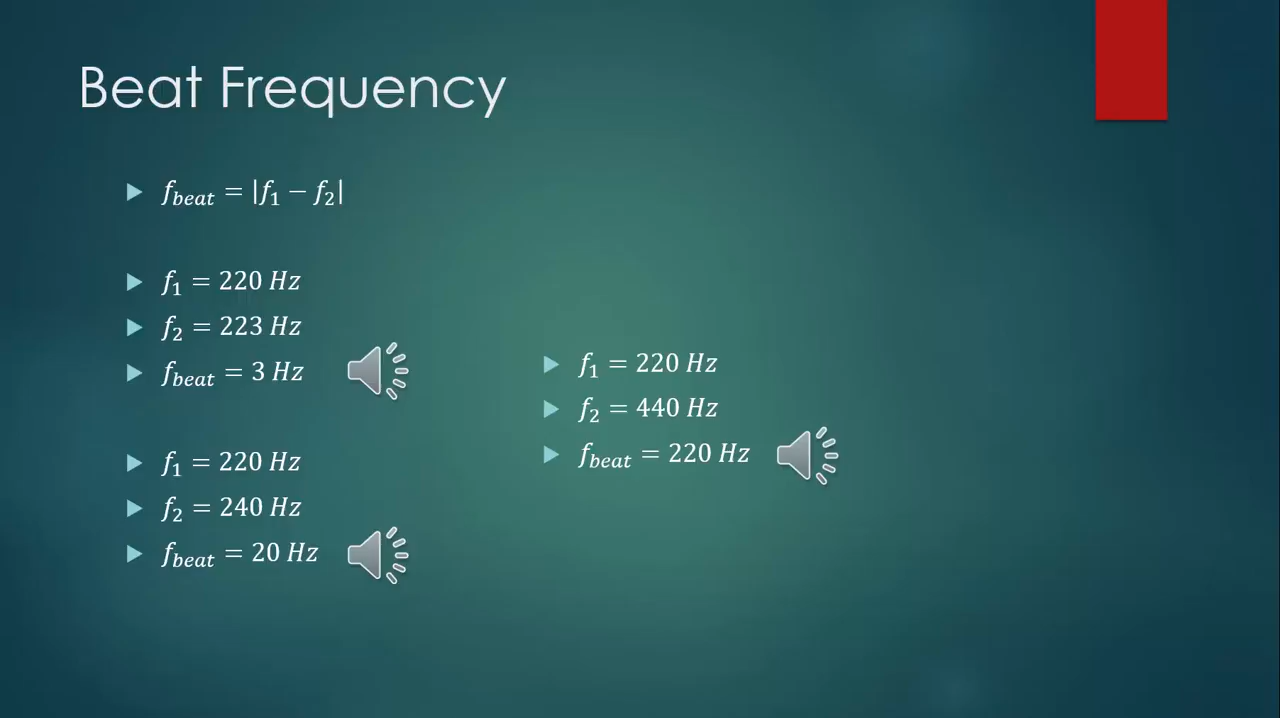 Beat Frequency
f_beat = |f_1 − f_2|
f_1 = 220 Hz
f_2 = 223 Hz
f_beat = 3 Hz
f_1 = 220 Hz
f_2 = 240 Hz
f_beat = 20 Hz
f_1 = 220 Hz
f_2 = 440 Hz
f_beat = 220 Hz